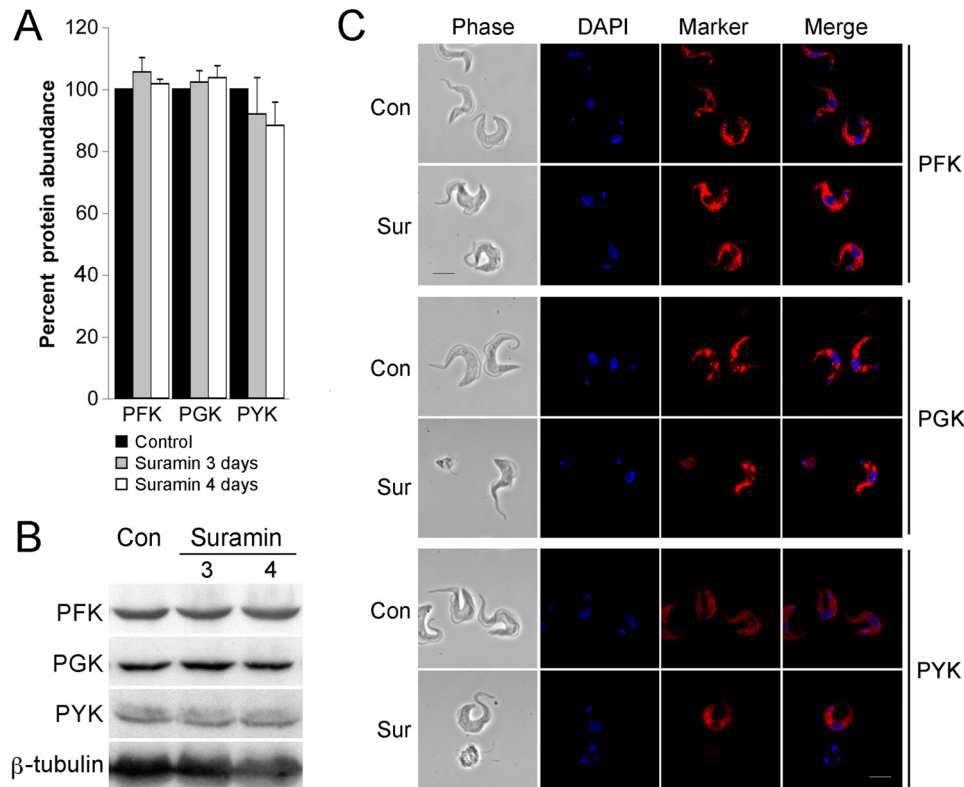 A
120
100
80
60
40
20
0
Percent protein abundance
PFK PGK PYK
Control
Suramin 3 days
Suramin 4 days
B
Con Suramin
3 4
PFK
PGK
PYK
β-tubulin
C
Phase DAPI Marker Merge
Con
Sur
PFK
Con
Sur
PGK
Con
Sur
PYK